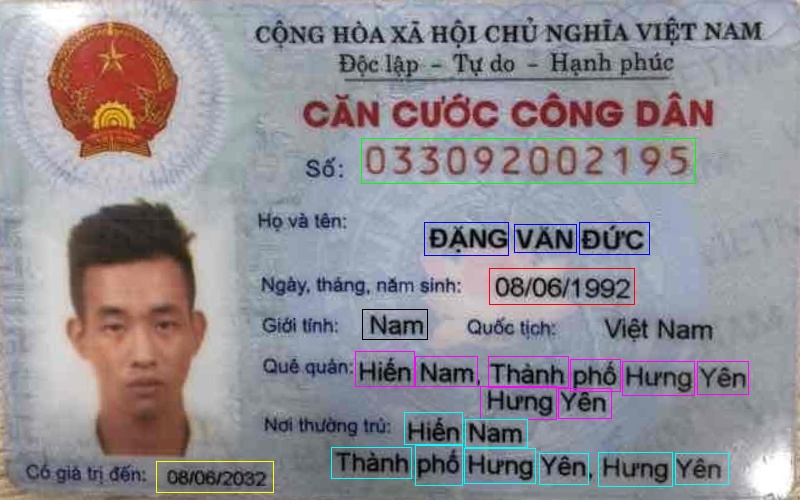 CỘNG HÒA XÃ HỘI CHỦ NGHĨA VIỆT NAM
Độc lập - Tự do - Hạnh phúc
CĂN CƯỚC CÔNG DÂN
Số: 033092002195
Họ và tên:
ĐẶNG VĂN ĐỨC
Ngày, tháng, năm sinh: 08/06/1992
Giới tính: Nam Quốc tịch: Việt Nam
Quê quán: Hiến Nam, Thành phố Hưng Yên
Hưng Yên
Nơi thường trú: Hiến Nam
Thành phố Hưng Yên, Hưng Yên
Có giá trị đến: 08/06/2032